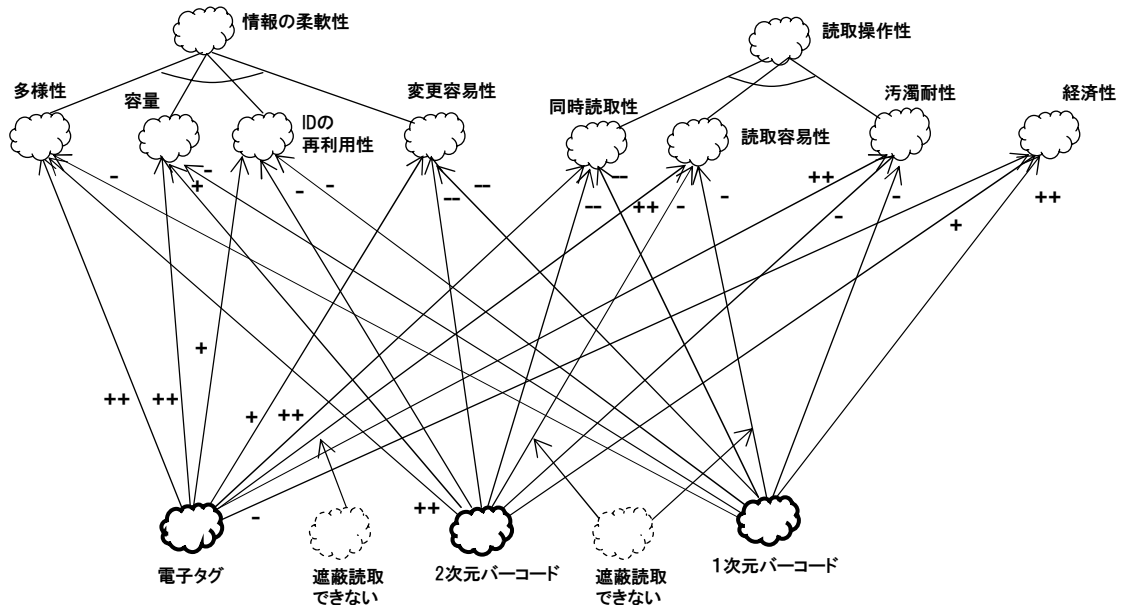 情報の柔軟性
読取操作性
多様性
容量
IDの
再利用性
変更容易性
同時読取性
読取容易性
汚濁耐性
経済性
-
-
+
-
-
--
--
--
--
++
-
-
++
-
-
+
++
+
++
++
+
++
-
++
電子タグ
遮蔽読取
できない
2次元バーコード
遮蔽読取
できない
1次元バーコード